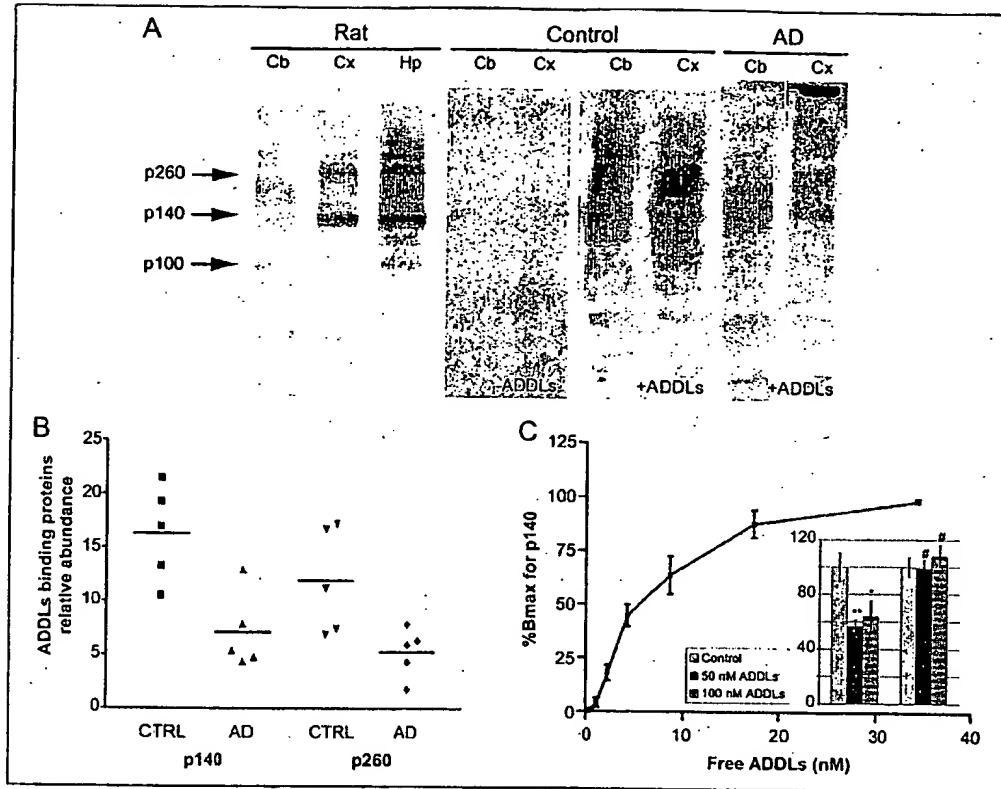 A
Rat Control AD
Cb Cx Hp Cb Cx Cb Cx Cb Cx
p260
p140
p100
-ADDLs +ADDLs +ADDLs
B
ADDLs binding proteins
relative abundance
25
20
15
10
5
0
CTRL AD CTRL AD
p140 p260
C
%Bmax for p140
125
100
75
50
25
0
0 10 20 30 40
Free ADDLs (nM)
120
80
40
0
** * # #
Control
50 nM ADDLs
100 nM ADDLs